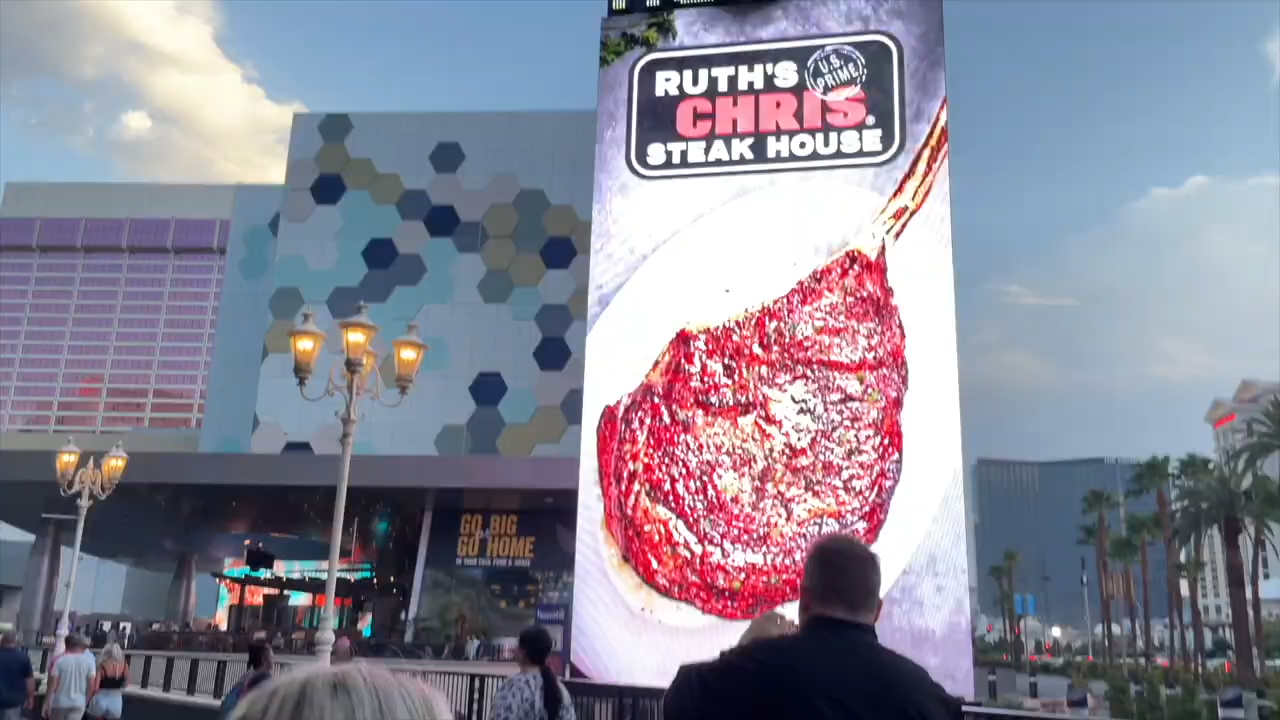 RUTH'S
U.S.
PRIME
CHRIS®
STEAK HOUSE
GO BIG
GO HOME